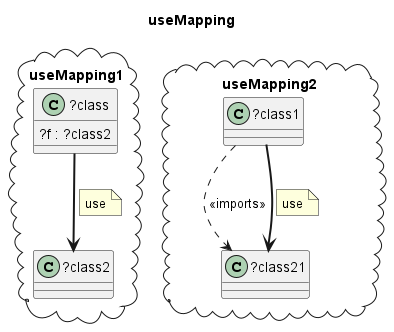 useMapping
useMapping1
C ?class
?f : ?class2
use
C ?class2
useMapping2
C ?class1
«imports»
use
C ?class21